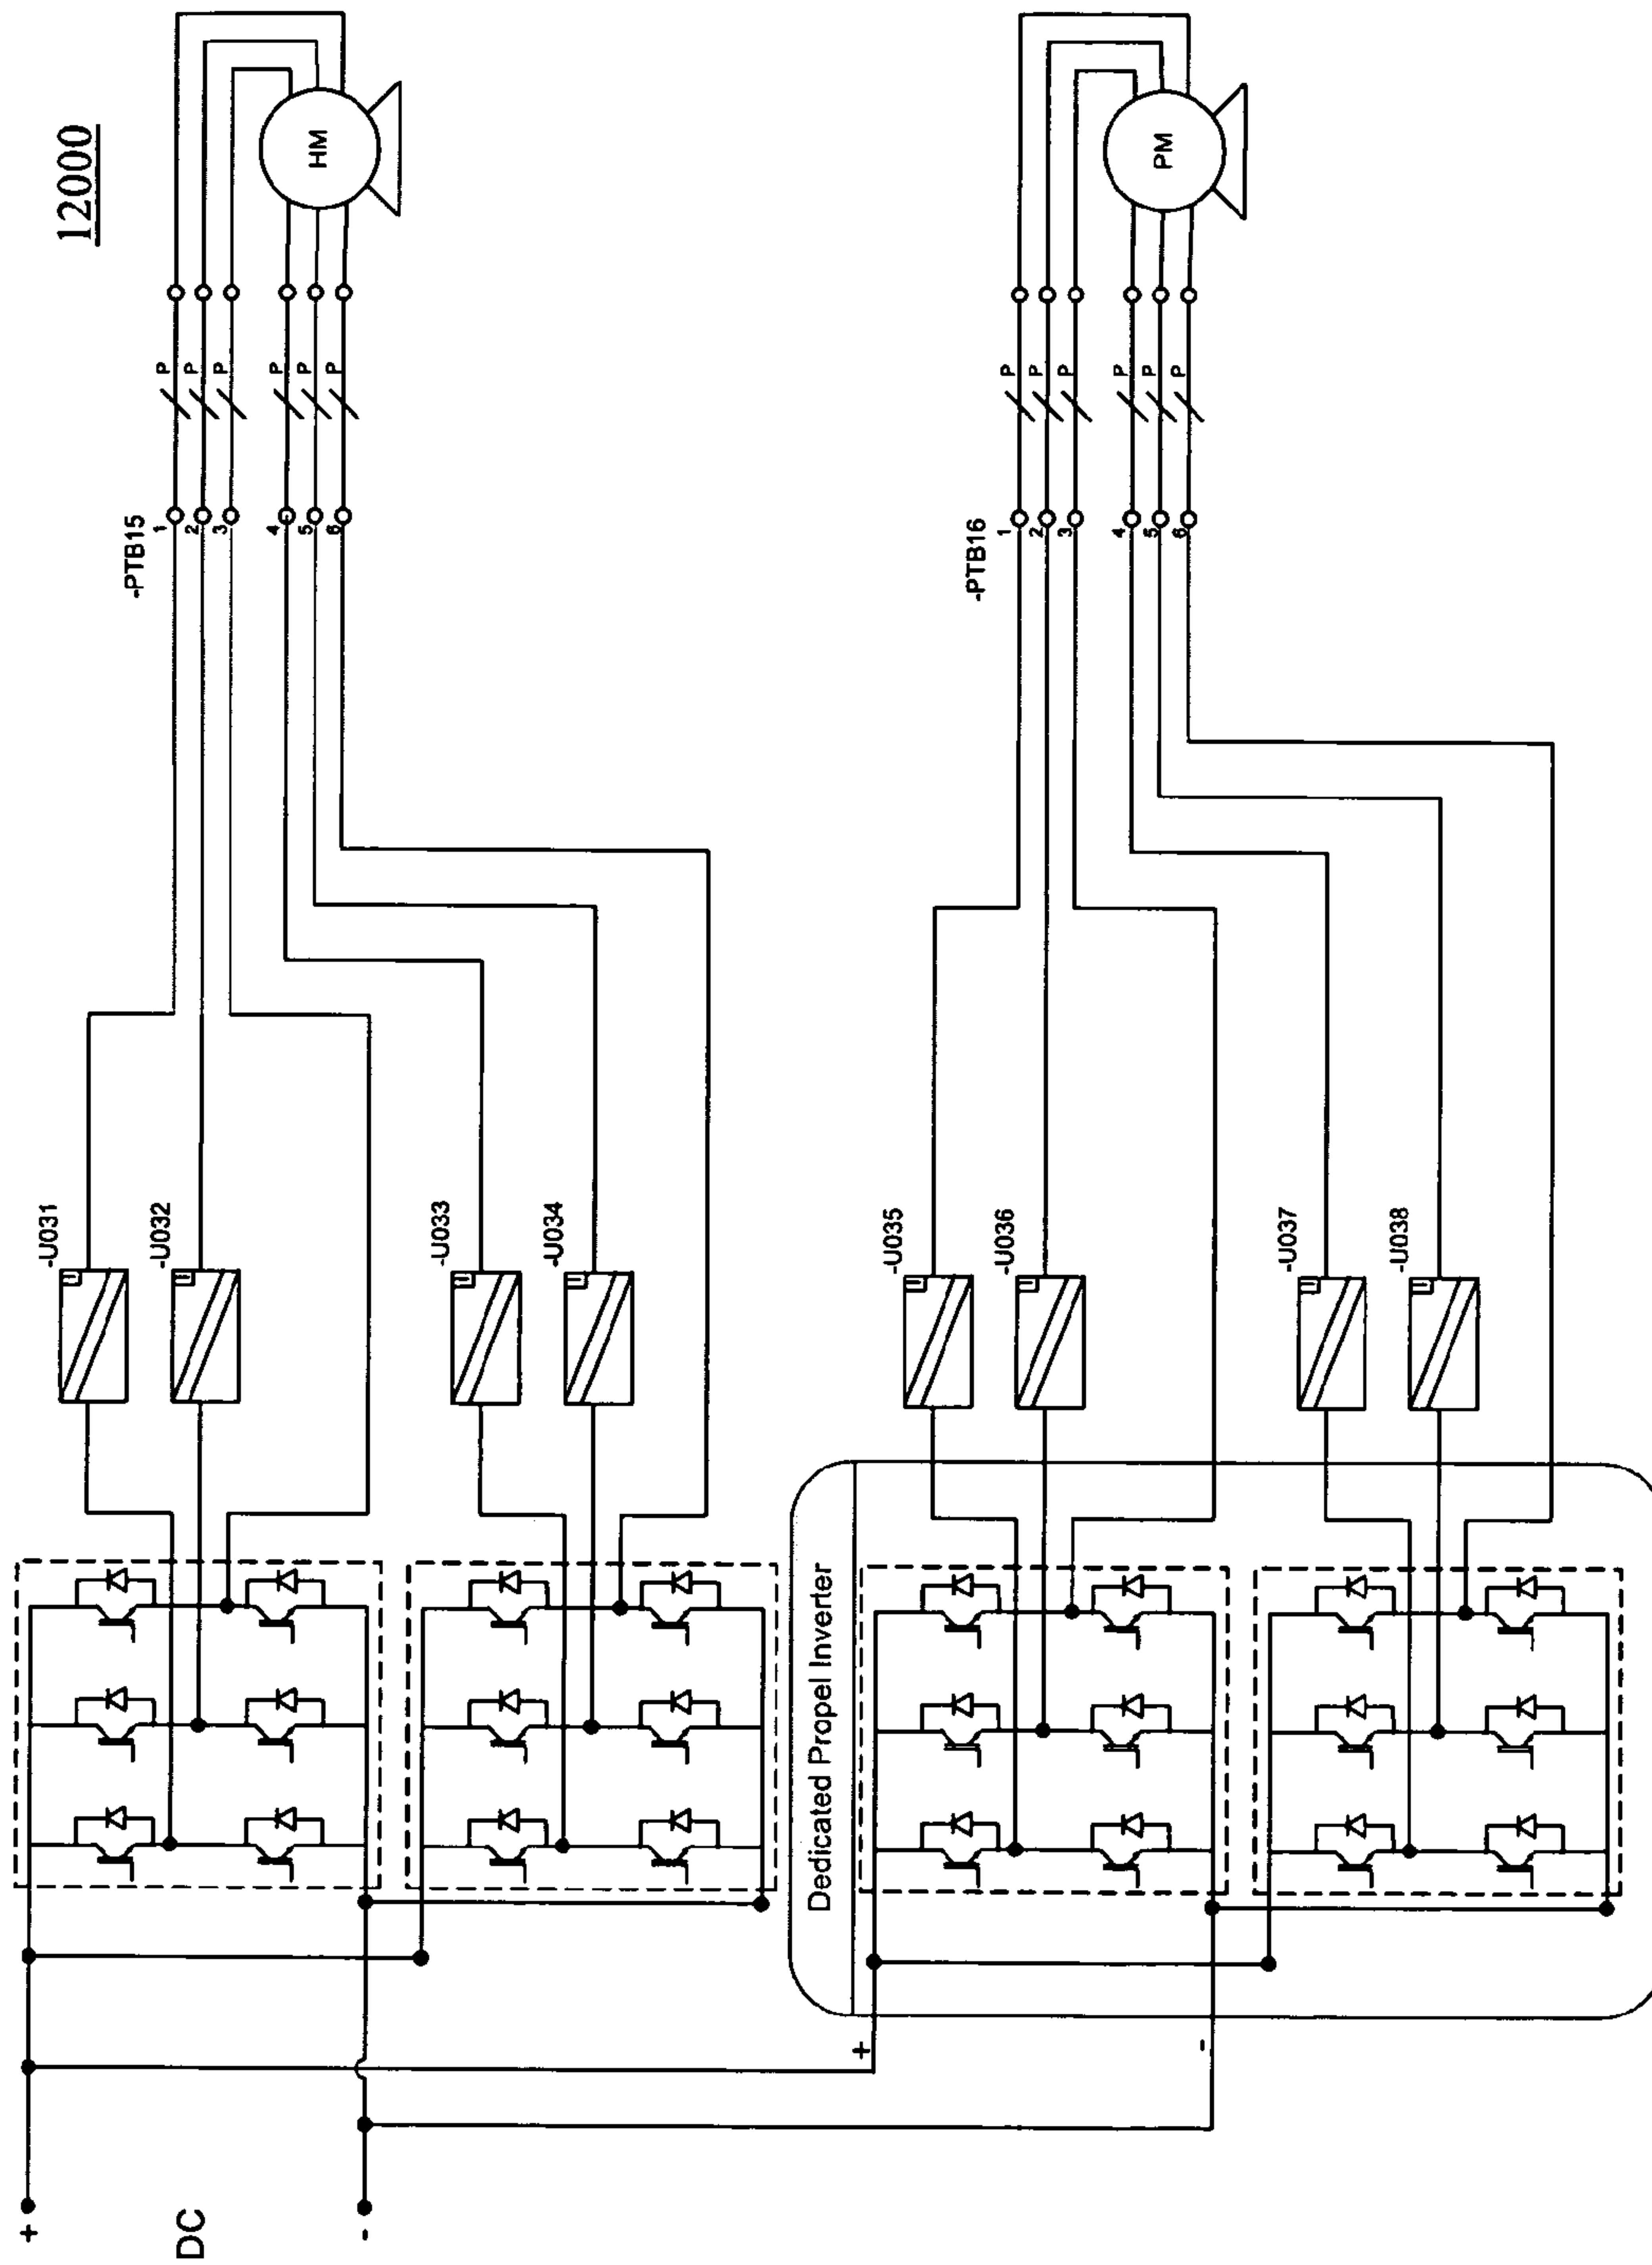 12000
+
DC
-
-U031
-U032
-U033
-U034
-PTB15
1
2
3
4
5
6
P
P
P
P
P
P
HM
Dedicated Propel Inverter
+
-
-U035
-U036
-U037
-U038
-PTB16
1
2
3
4
5
6
P
P
P
P
P
P
PM